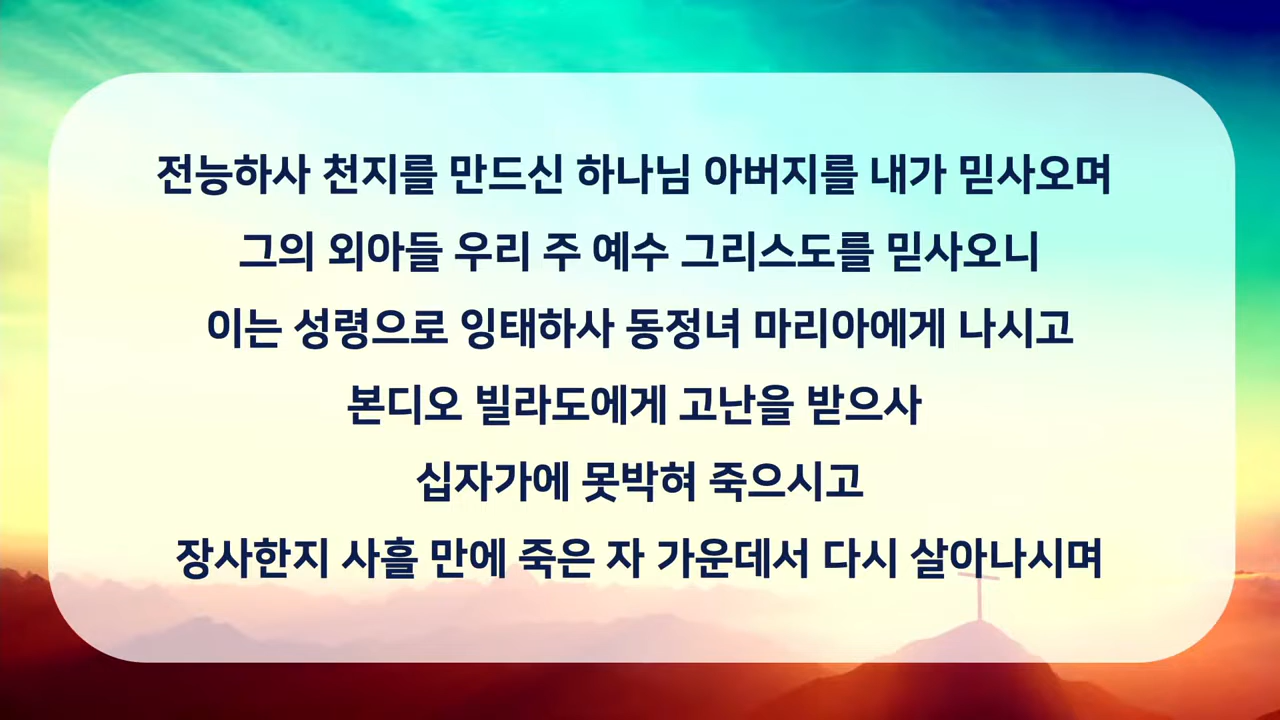 전능하사 천지를 만드신 하나님 아버지를 내가 믿사오며
그의 외아들 우리 주 예수 그리스도를 믿사오니
이는 성령으로 잉태하사 동정녀 마리아에게 나시고
본디오 빌라도에게 고난을 받으사
십자가에 못박혀 죽으시고
장사한지 사흘 만에 죽은 자 가운데서 다시 살아나시며